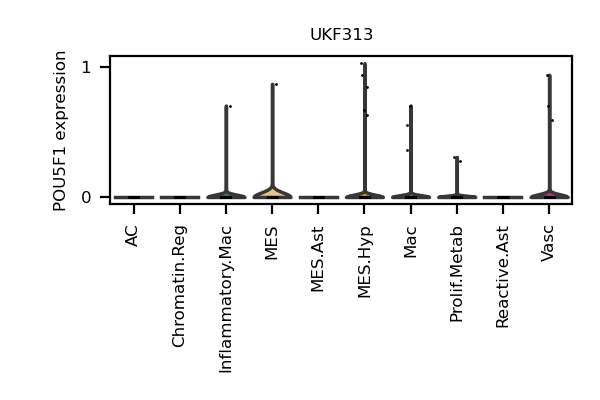 UKF313
POU5F1 expression
1
0
AC
Chromatin.Reg
Inflammatory.Mac
MES
MES.Ast
MES.Hyp
Mac
Prolif.Metab
Reactive.Ast
Vasc